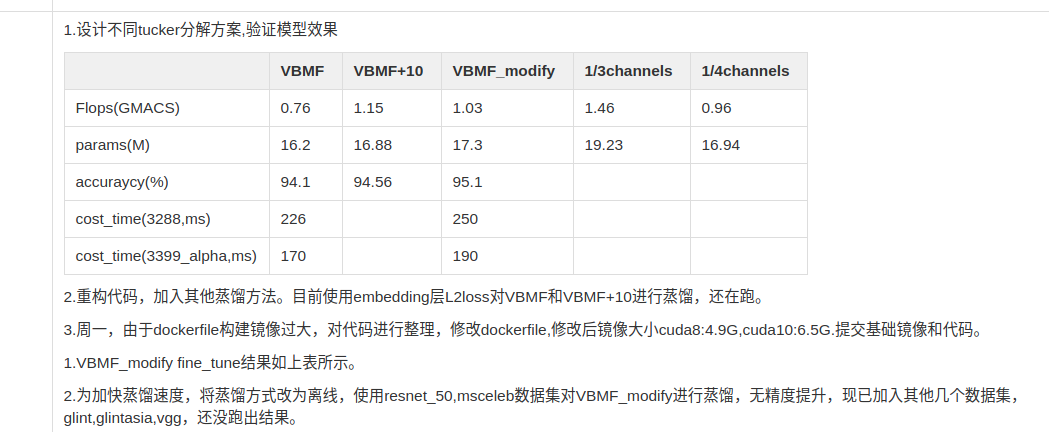 1.设计不同tucker分解方案,验证模型效果
VBMF VBMF+10 VBMF_modify 1/3channels 1/4channels
Flops(GMACS) 0.76 1.15 1.03 1.46 0.96
params(M) 16.2 16.88 17.3 19.23 16.94
accuraycy(%) 94.1 94.56 95.1
cost_time(3288,ms) 226 250
cost_time(3399_alpha,ms) 170 190
2.重构代码，加入其他蒸馏方法。目前使用embedding层L2loss对VBMF和VBMF+10进行蒸馏，还在跑。
3.周一，由于dockerfile构建镜像过大，对代码进行整理，修改dockerfile,修改后镜像大小cuda8:4.9G,cuda10:6.5G.提交基础镜像和代码。
1.VBMF_modify fine_tune结果如上表所示。
2.为加快蒸馏速度，将蒸馏方式改为离线，使用resnet_50,msceleb数据集对VBMF_modify进行蒸馏，无精度提升，现已加入其他几个数据集，
glint,glintasia,vgg，还没跑出结果。